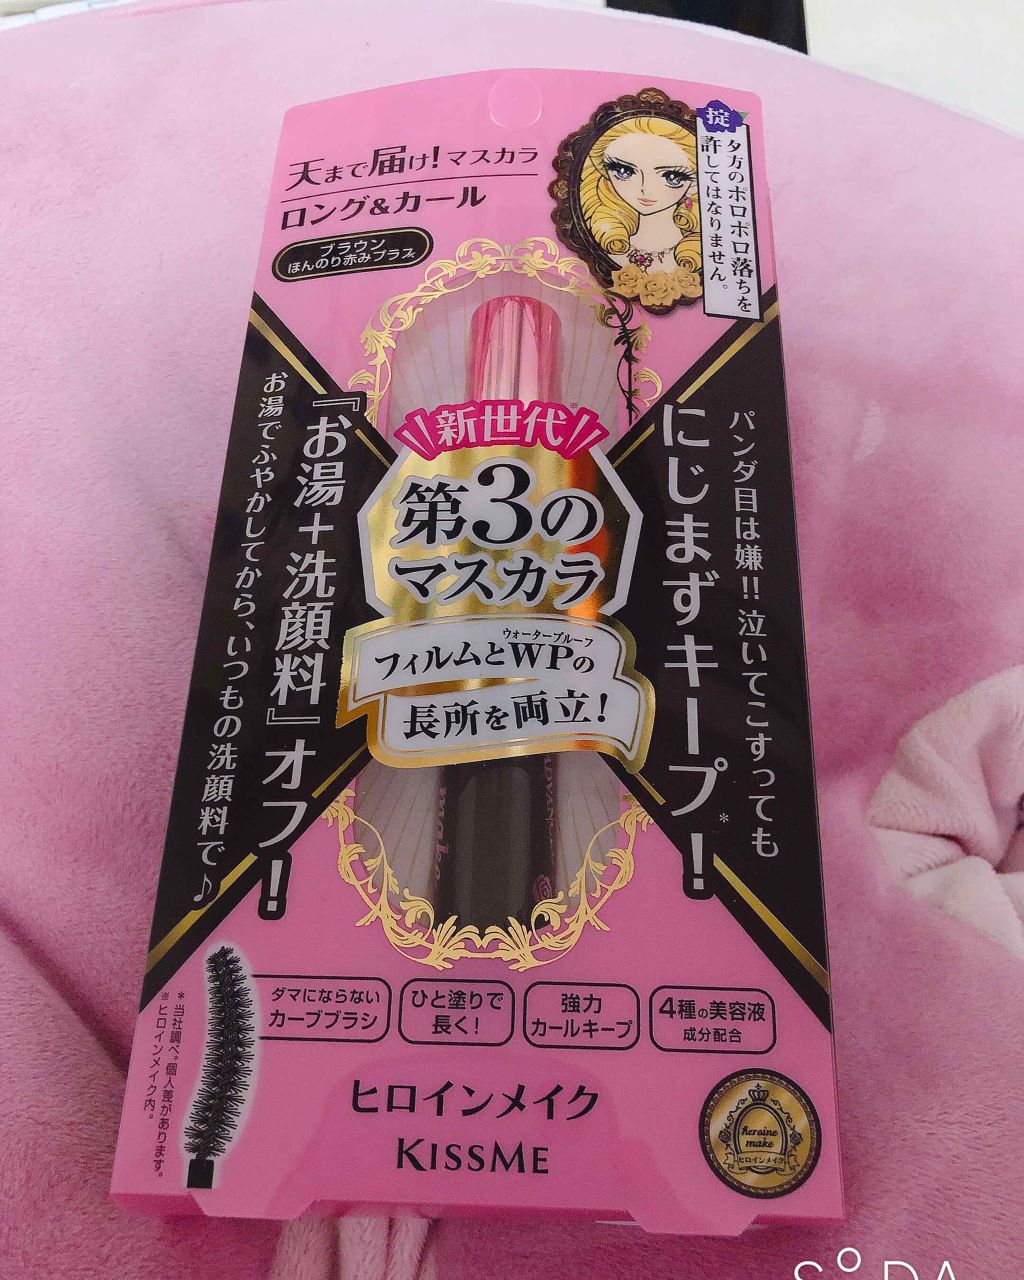 天まで届け!マスカラ
ロング&カール
ブラウン
ほんのり赤みブラウン
掟
夕方のポロポロ落ちを
許してはなりません。
\\新世代※//
第3の
マスカラ
フィルムとWPの
ウォータープルーフ
長所を両立!
パンダ目は嫌!!泣いてこすっても
にじまずキープ*!
『お湯+洗顔料』オフ!
お湯でふやかしてから、いつもの洗顔料で♪
ADVAN
make
ダマにならない
カーブブラシ
ひと塗りで
長く!
強力
カールキープ
4種の美容液
成分配合
*当社調べ。個人差があります。
※ヒロインメイク内。
ヒロインメイク
KISSME
heroine
make
ヒロインメイク
SODA